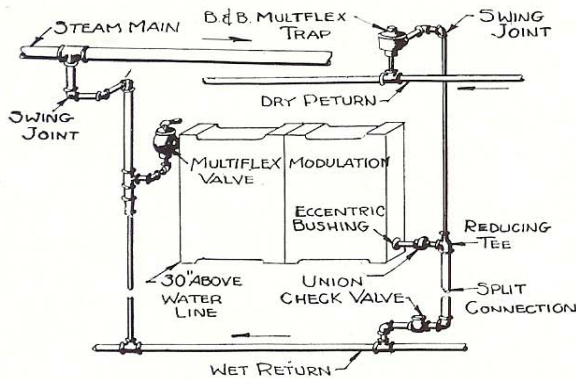 STEAM MAIN
B.&B. MULTFLEX
TRAP
SWING
JOINT
DRY RETURN
SWING
JOINT
MULTIFLEX
VALVE
MODULATION
ECCENTRIC
BUSHING
REDUCING
TEE
30" ABOVE
WATER
LINE
UNION
CHECK VALVE
SPLIT
CONNECTION
WET RETURN